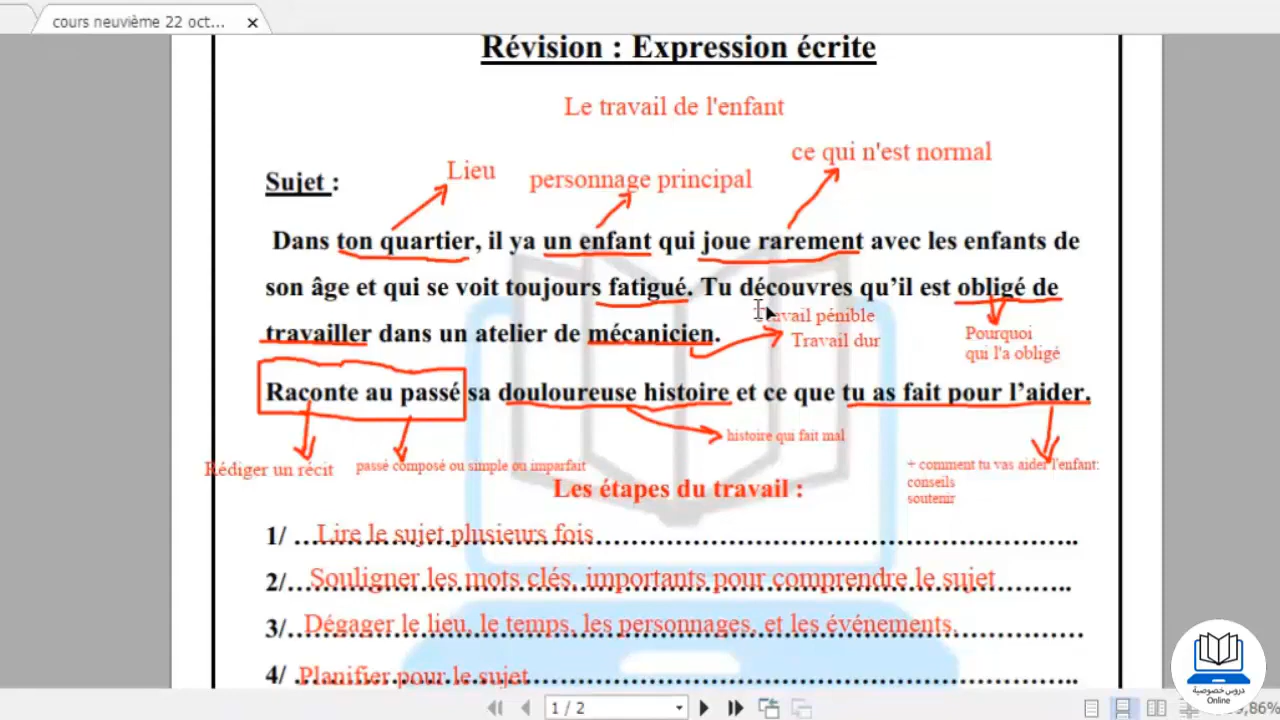 cours neuvième 22 oct...
Révision : Expression écrite
Le travail de l'enfant
ce qui n'est normal
Lieu
personnage principal
Sujet :
Dans ton quartier, il ya un enfant qui joue rarement avec les enfants de
son âge et qui se voit toujours fatigué. Tu découvres qu'il est obligé de
travail pénible
Pourquoi
travailler dans un atelier de mécanicien.
Travail dur
qui l'a obligé
Raconte au passé sa douloureuse histoire et ce que tu as fait pour l'aider.
histoire qui fait mal
Rédiger un récit
passé composé ou simple ou imparfait
+ comment tu vas aider l'enfant:
conseils
soutenir
Les étapes du travail :
1/ ...Lire le sujet plusieurs fois...
2/...Souligner les mots clés, importants pour comprendre le sujet...
3/...Dégager le lieu, le temps, les personnages, et les événements....
4/ Planifier pour le sujet...
1 / 2
9,86%
دروس خصوصية
Online